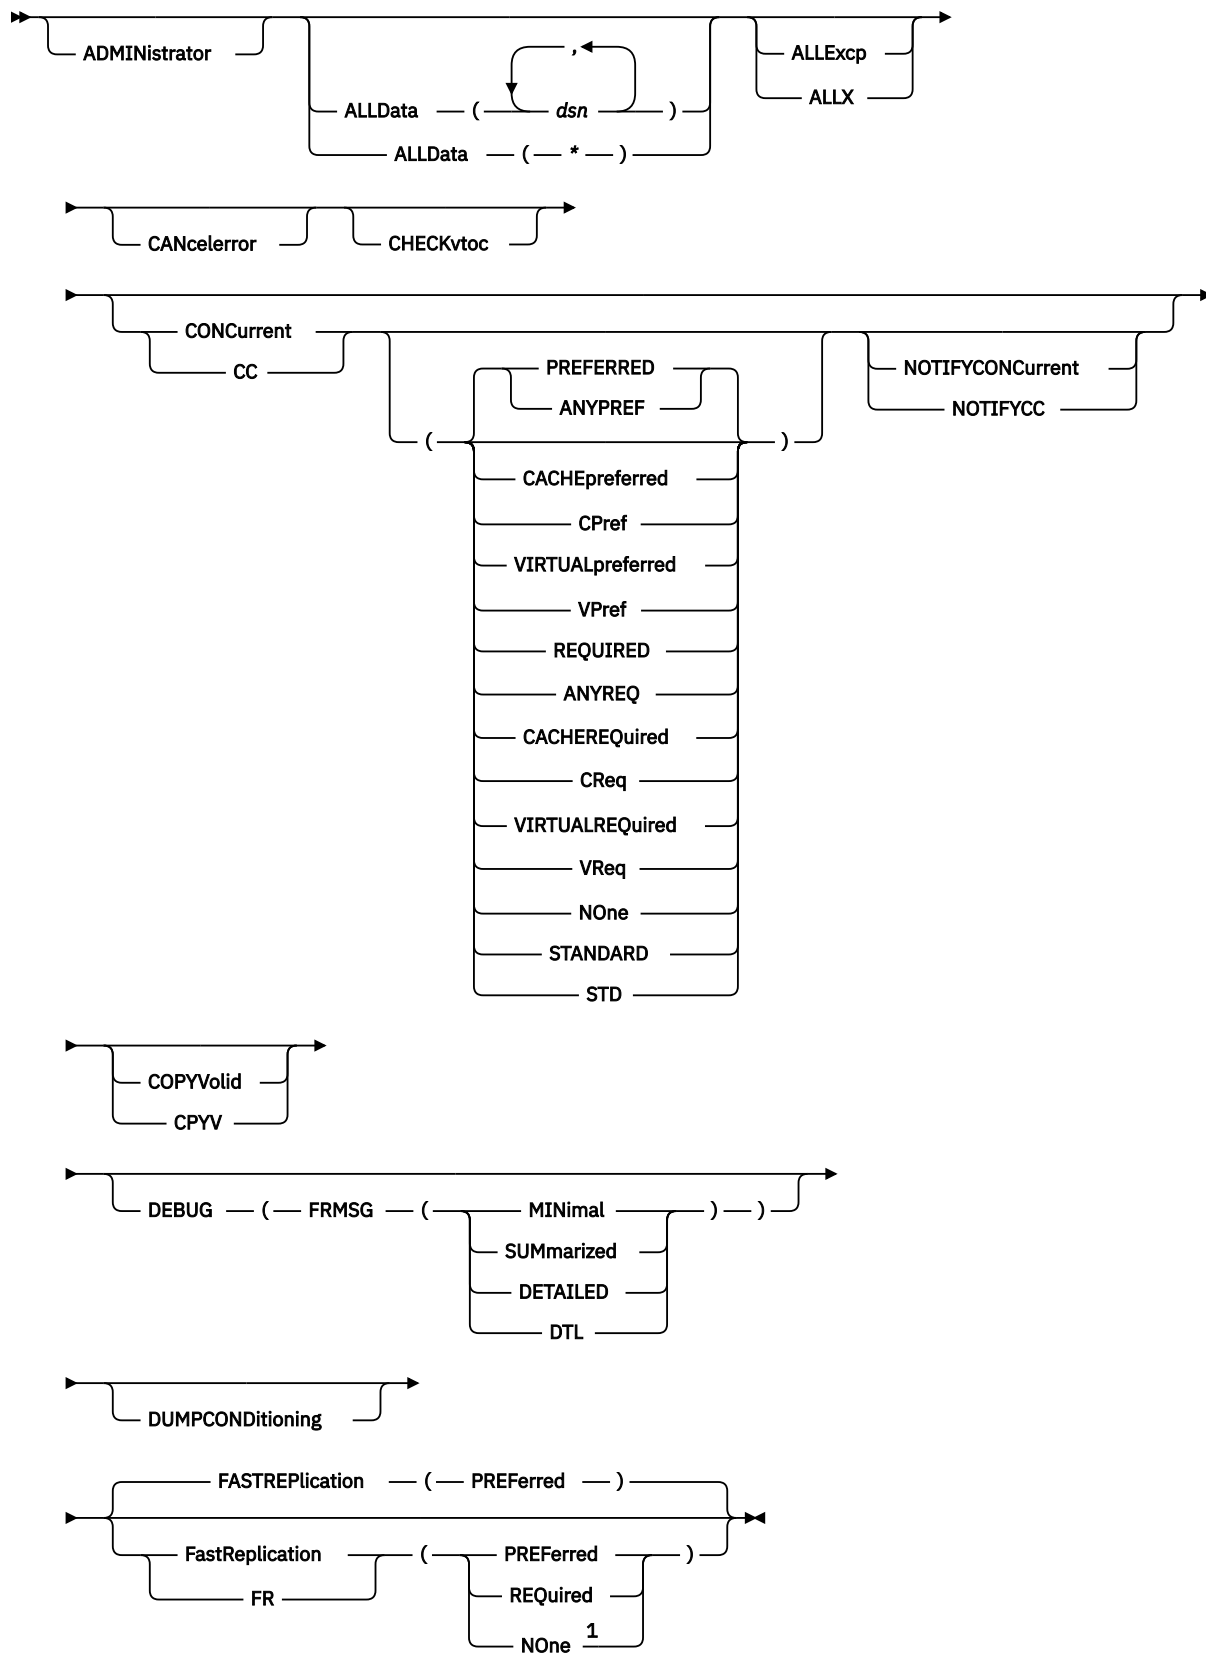 ADMINistrator
,
ALLData ( dsn )
ALLData ( * )
ALLExcp
ALLX
CANcelerror
CHECKvtoc
CONCurrent
CC
(
PREFERRED
ANYPREF
CACHEpreferred
CPref
VIRTUALpreferred
VPref
REQUIRED
ANYREQ
CACHEREQuired
CReq
VIRTUALREQuired
VReq
NOne
STANDARD
STD
)
NOTIFYCONCurrent
NOTIFYCC
COPYVolid
CPYV
DEBUG ( FRMSG ( MINimal ) )
SUMmarized
DETAILED
DTL
DUMPCONDitioning
FASTREPlication ( PREFerred )
FastReplication ( PREFerred )
FR
REQuired
NOne 1